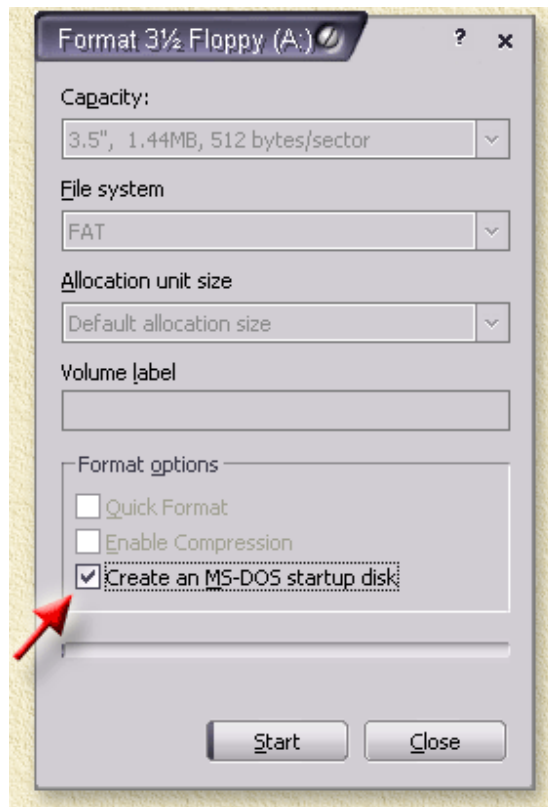 Format 3½ Floppy (A:)
?
x
Capacity:
3.5", 1.44MB, 512 bytes/sector
File system
FAT
Allocation unit size
Default allocation size
Volume label
Format options
Quick Format
Enable Compression
Create an MS-DOS startup disk
Start
Close